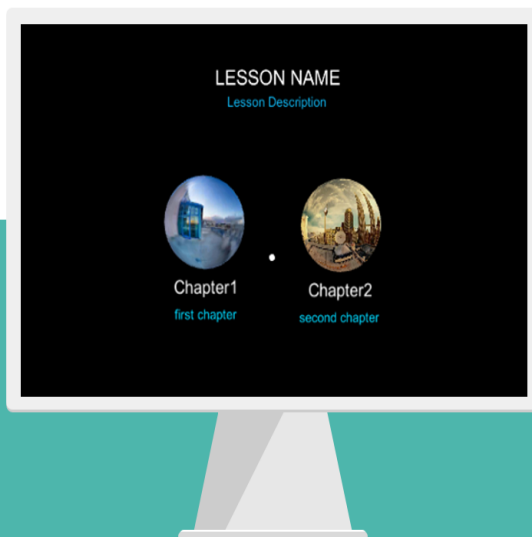 LESSON NAME
Lesson Description
Chapter1
first chapter
Chapter2
second chapter